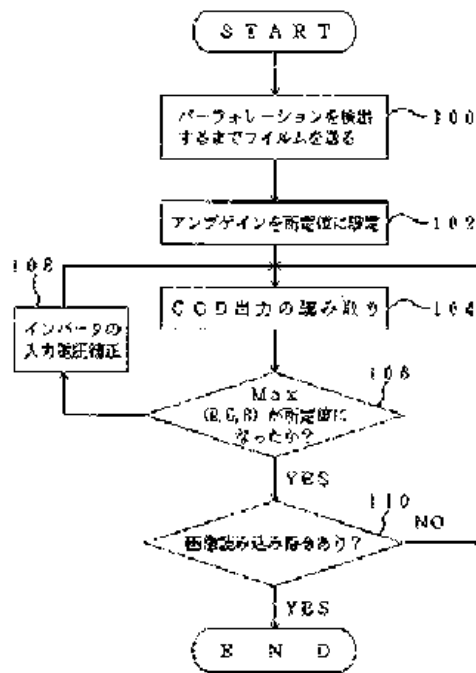 START
パーフォレーションを検出
するまでフイルムを送る
100
アンプゲインを所定値に設定
102
108
CCD出力の読み取り
104
インバータの
入力電圧補正
106
Max
(R,G,B)が所定値に
なったか?
YES
110
画像読み込み指令あり?
NO
YES
END